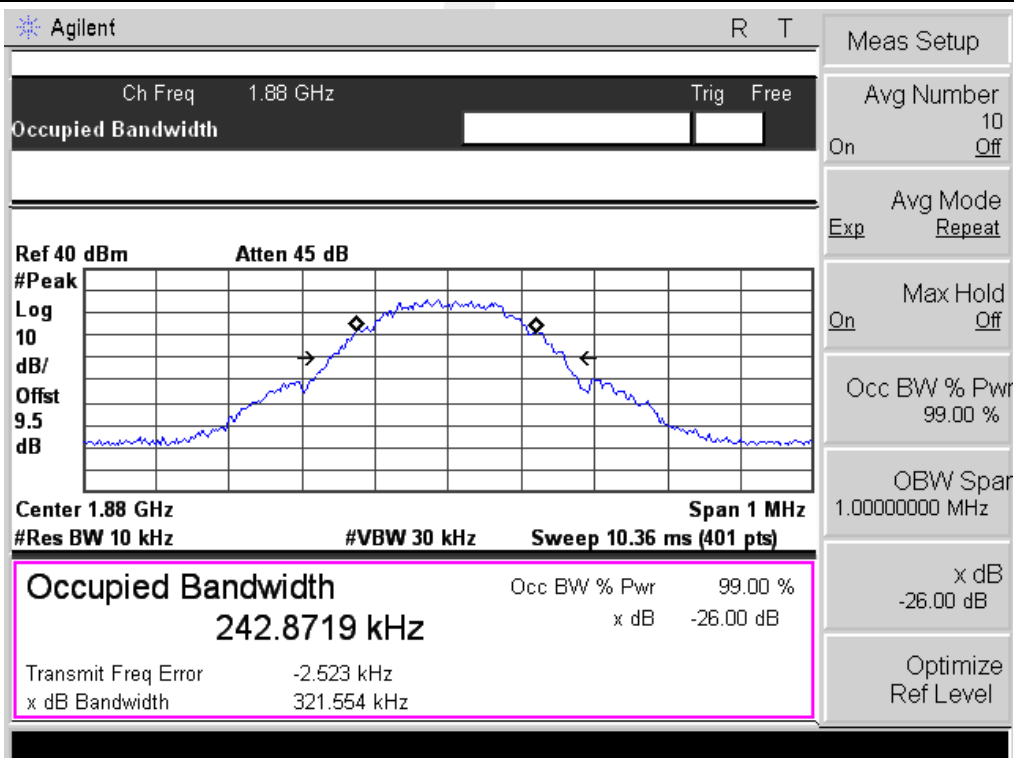 Agilent R T
Ch Freq 1.88 GHz Trig Free
Occupied Bandwidth
Ref 40 dBm Atten 45 dB
#Peak
Log
10
dB/
Offst
9.5
dB
Center 1.88 GHz Span 1 MHz
#Res BW 10 kHz #VBW 30 kHz Sweep 10.36 ms (401 pts)
Occupied Bandwidth Occ BW % Pwr 99.00 %
242.8719 kHz x dB -26.00 dB
Transmit Freq Error -2.523 kHz
x dB Bandwidth 321.554 kHz
Meas Setup
Avg Number
10
On Off
Avg Mode
Exp Repeat
Max Hold
On Off
Occ BW % Pwr
99.00 %
OBW Span
1.00000000 MHz
x dB
-26.00 dB
Optimize
Ref Level